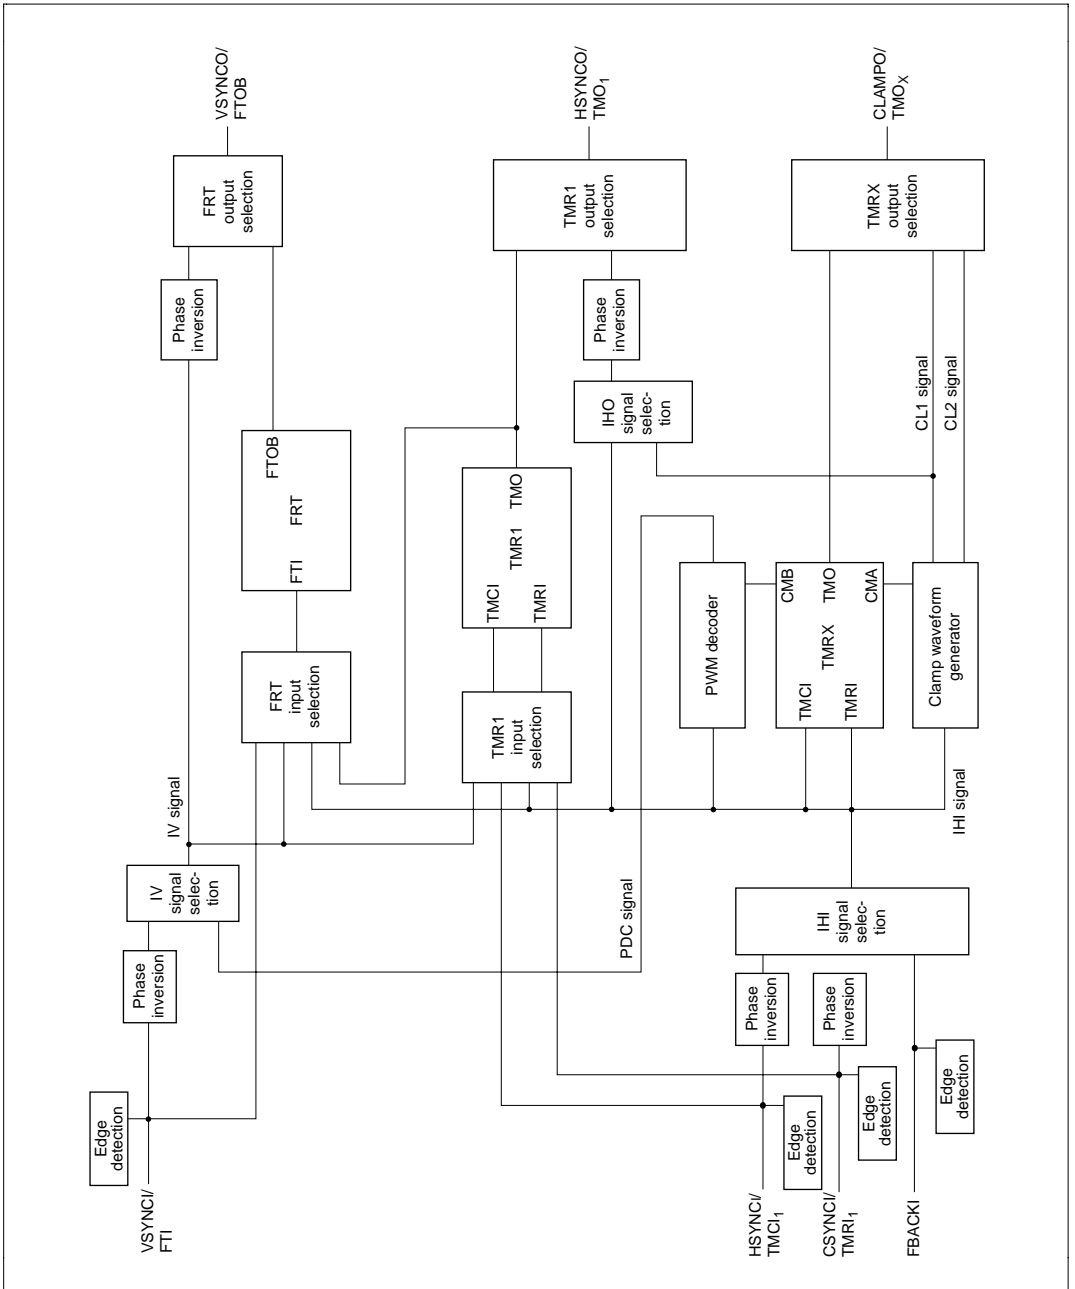 VSYNCO/
FTOB
HSYNCO/
TMO1
CLAMPO/
TMOX
FRT
output
selection
TMR1
output
selection
TMRX
output
selection
Phase
inversion
Phase
inversion
IHO
signal
selec-
tion
CL1 signal
CL2 signal
FTOB
FRT
FTI
TMO
TMR1
TMCI
TMRI
PWM decoder
CMB
TMO
CMA
TMRX
TMCI
TMRI
Clamp waveform
generator
FRT
input
selection
TMR1
input
selection
IV signal
IHI signal
IV
signal
selec-
tion
PDC signal
IHI
signal
selec-
tion
Phase
inversion
Phase
inversion
Phase
inversion
Edge
detection
Edge
detection
Edge
detection
Edge
detection
VSYNCI/
FTI
HSYNCI/
TMCI1
CSYNCI/
TMRI1
FBACKI